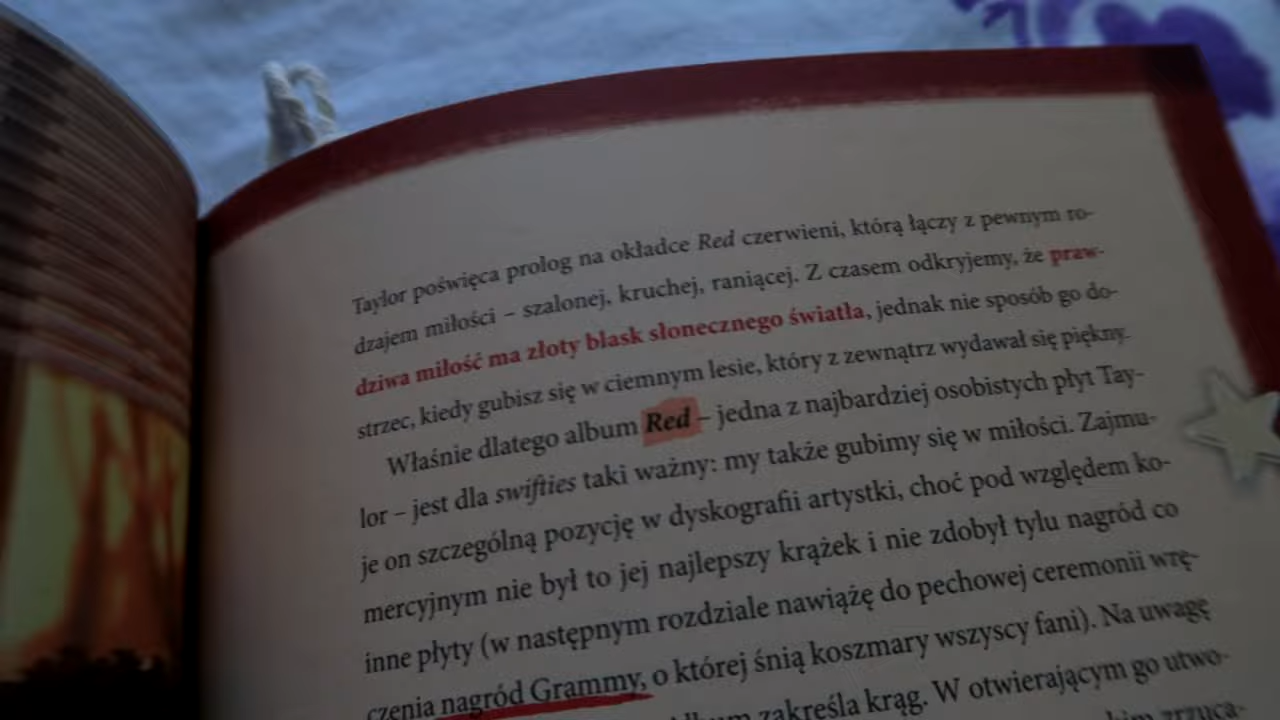 Taylor poświęca prolog na okładce Red czerwieni, którą łączy z pewnym ro-
dzajem miłości – szalonej, kruchej, raniącej. Z czasem odkryjemy, że praw-
dziwa miłość ma złoty blask słonecznego światła, jednak nie sposób go do-
strzec, kiedy gubisz się w ciemnym lesie, który z zewnątrz wydawał się piękny.
Właśnie dlatego album Red – jedna z najbardziej osobistych płyt Tay-
lor – jest dla swifties taki ważny: my także gubimy się w miłości. Zajmu-
je on szczególną pozycję w dyskografii artystki, choć pod względem ko-
mercyjnym nie był to jej najlepszy krążek i nie zdobył tylu nagród co
inne płyty (w następnym rozdziale nawiążę do pechowej ceremonii wrę-
czenia nagród Grammy, o której śnią koszmary wszyscy fani). Na uwagę
album zakreśla krąg. W otwierającym go utwo-